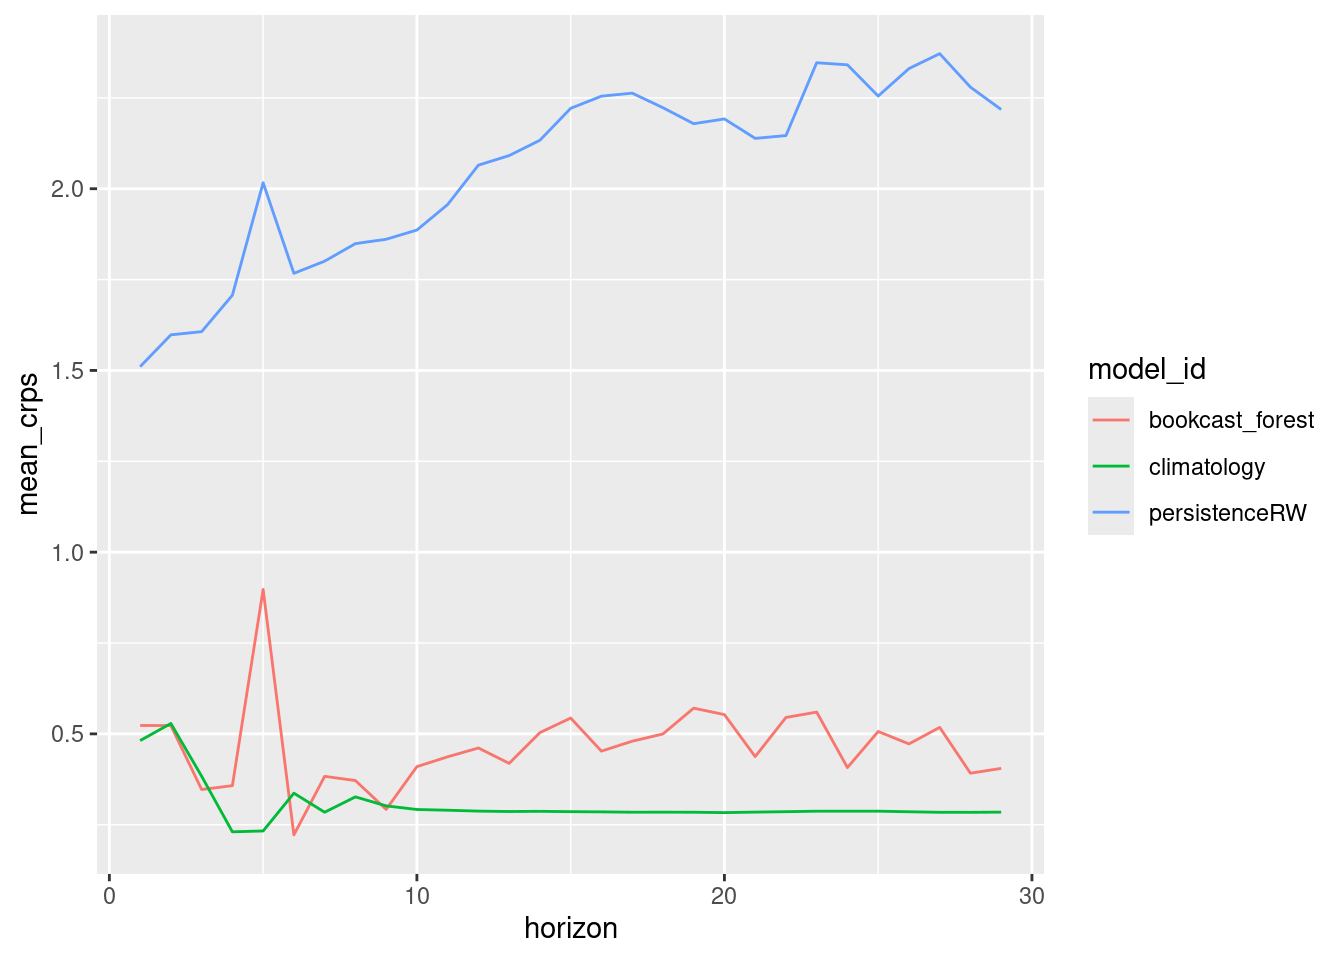 mean_crps
2.0
1.5
1.0
0.5
0
10
20
30
horizon
model_id
bookcast_forest
climatology
persistenceRW